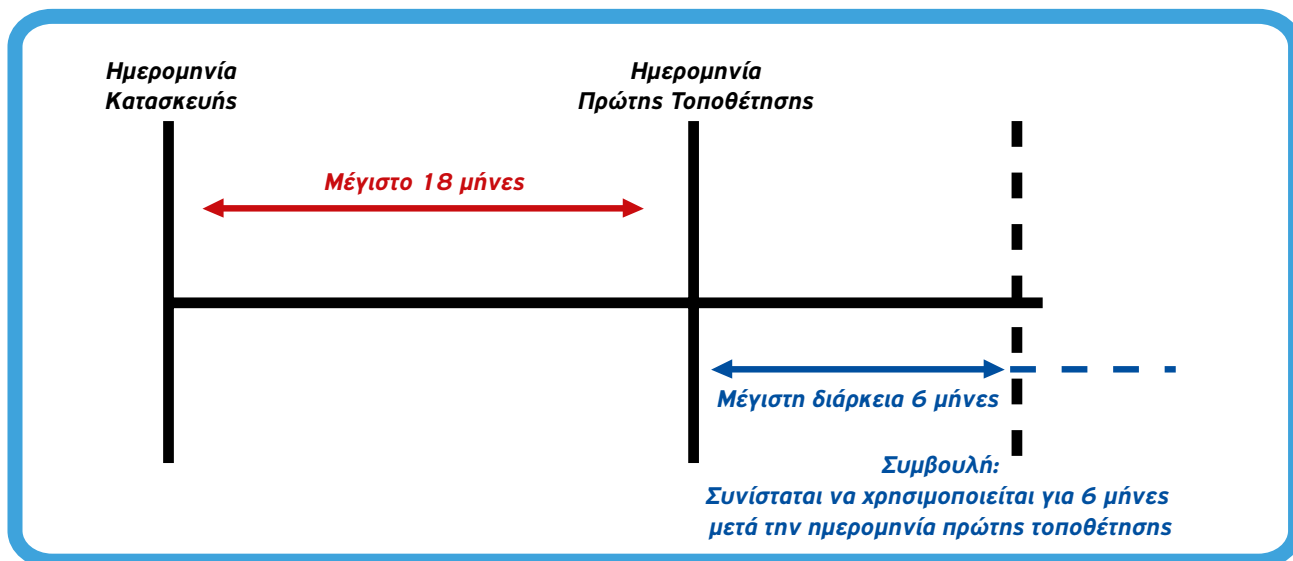 Ημερομηνία
Κατασκευής
Ημερομηνία
Πρώτης Τοποθέτησης
Μέγιστο 18 μήνες
Μέγιστη διάρκεια 6 μήνες
Συμβουλή:
Συνίσταται να χρησιμοποιείται για 6 μήνες
μετά την ημερομηνία πρώτης τοποθέτησης